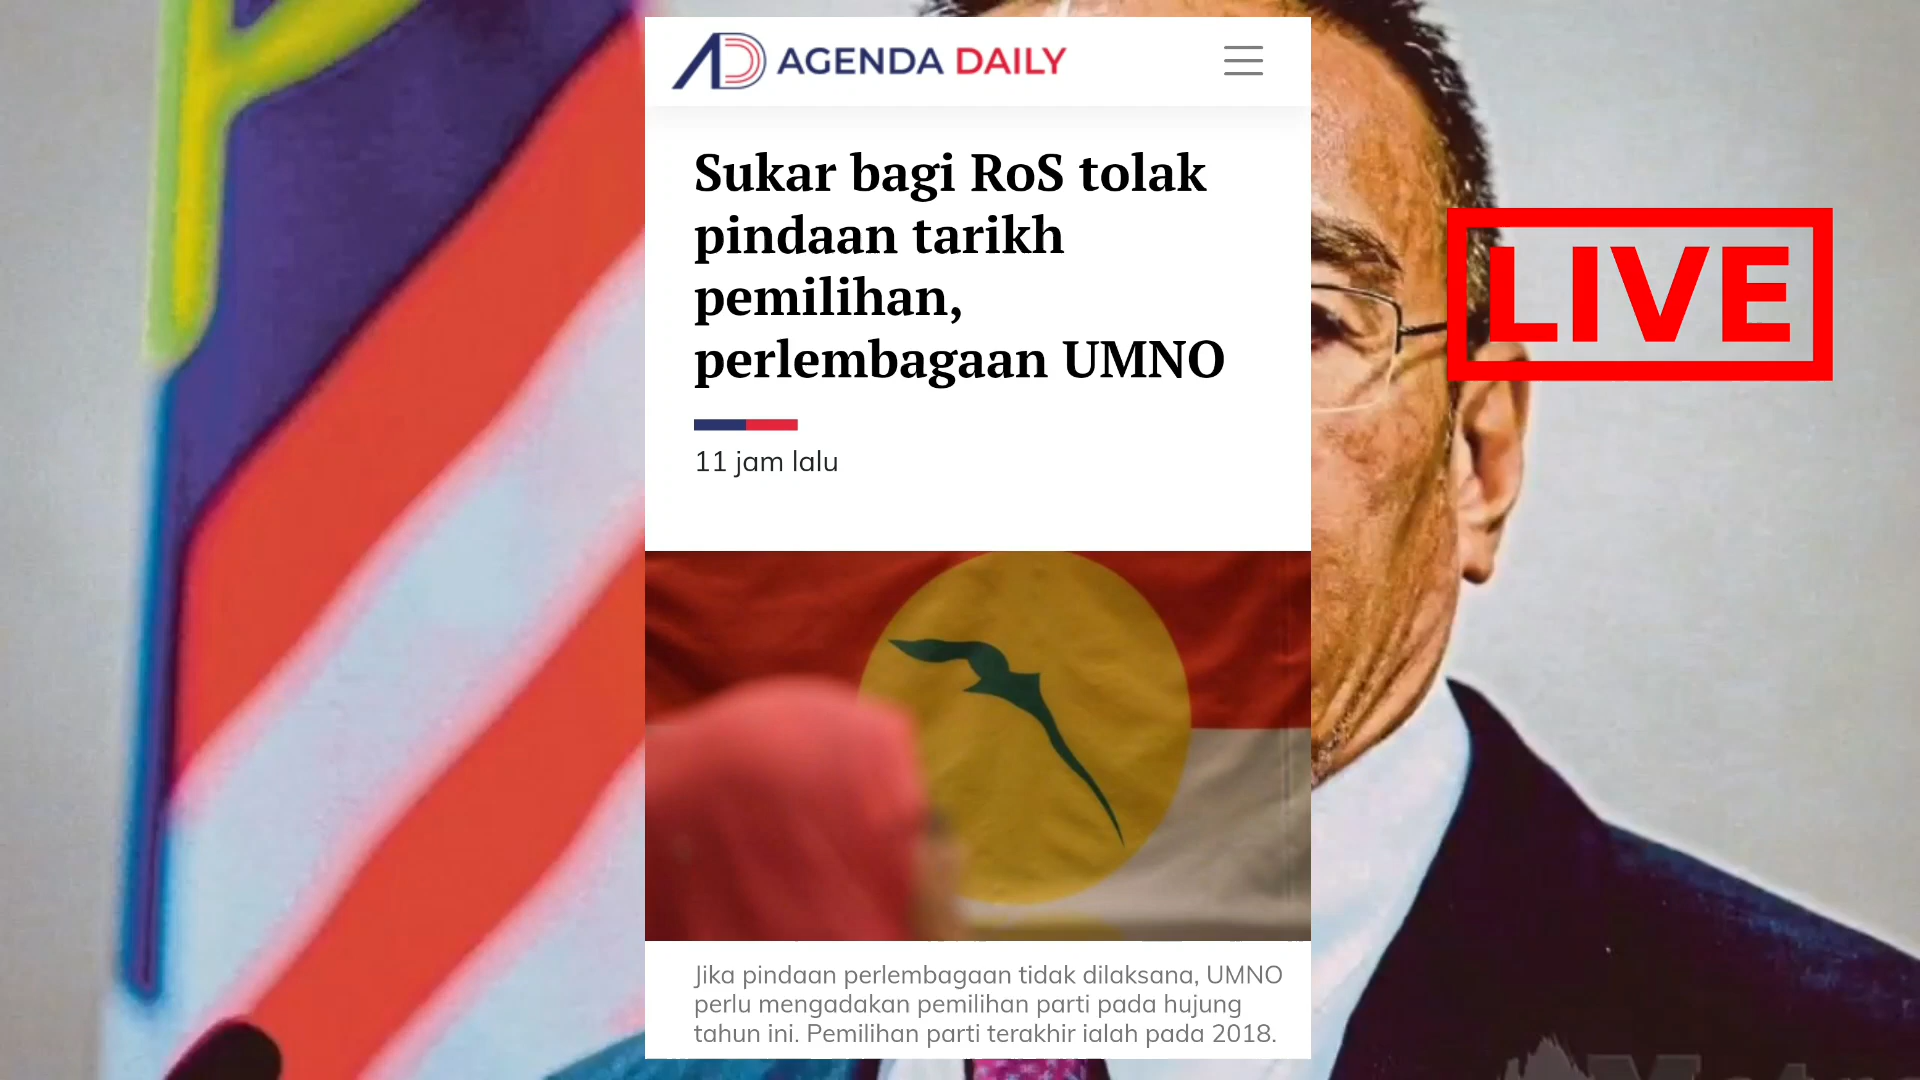 AGENDA DAILY
Sukar bagi RoS tolak
pindaan tarikh
pemilihan,
perlembagaan UMNO
LIVE
11 jam lalu
Jika pindaan perlembagaan tidak dilaksana, UMNO
perlu mengadakan pemilihan parti pada hujung
tahun ini. Pemilihan parti terakhir ialah pada 2018.